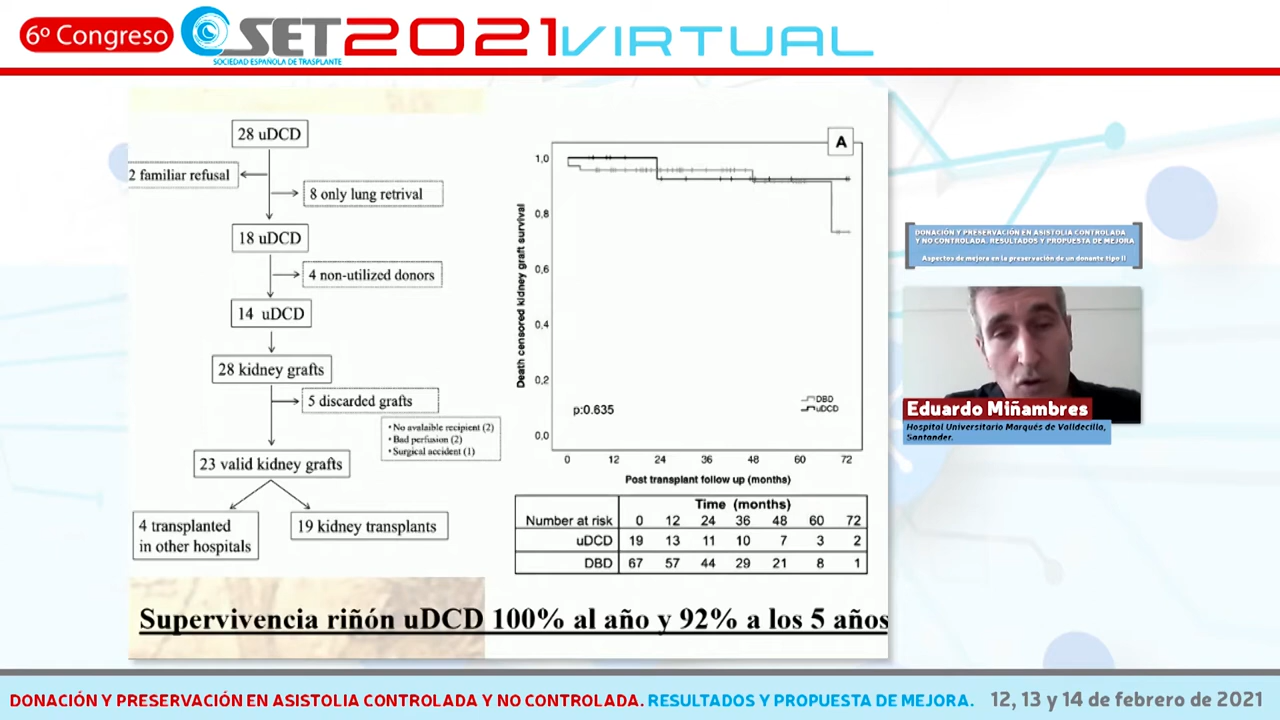 6º Congreso SET 2021 VIRTUAL
SOCIEDAD ESPAÑOLA DE TRASPLANTE
28 uDCD
2 familiar refusal
8 only lung retrival
18 uDCD
4 non-utilized donors
14 uDCD
28 kidney grafts
5 discarded grafts
• No avalaible recipient (2)
• Bad perfusion (2)
• Surgical accident (1)
23 valid kidney grafts
4 transplanted
in other hospitals
19 kidney transplants
A
Death censored kidney graft survival
1,0
0,8
0,6
0,4
0,2
0,0
p:0.635
DBD
uDCD
0 12 24 36 48 60 72
Post transplant follow up (months)
Time (months)
Number at risk 0 12 24 36 48 60 72
uDCD 19 13 11 10 7 3 2
DBD 67 57 44 29 21 8 1
Supervivencia riñón uDCD 100% al año y 92% a los 5 años
DONACIÓN Y PRESERVACIÓN EN ASISTOLIA CONTROLADA
Y NO CONTROLADA. RESULTADOS Y PROPUESTA DE MEJORA
Aspectos de mejora en la preservación de un donante tipo II
Eduardo Miñambres
Hospital Universitario Marqués de Valldecilla,
Santander.
DONACIÓN Y PRESERVACIÓN EN ASISTOLIA CONTROLADA Y NO CONTROLADA. RESULTADOS Y PROPUESTA DE MEJORA. 12, 13 y 14 de febrero de 2021